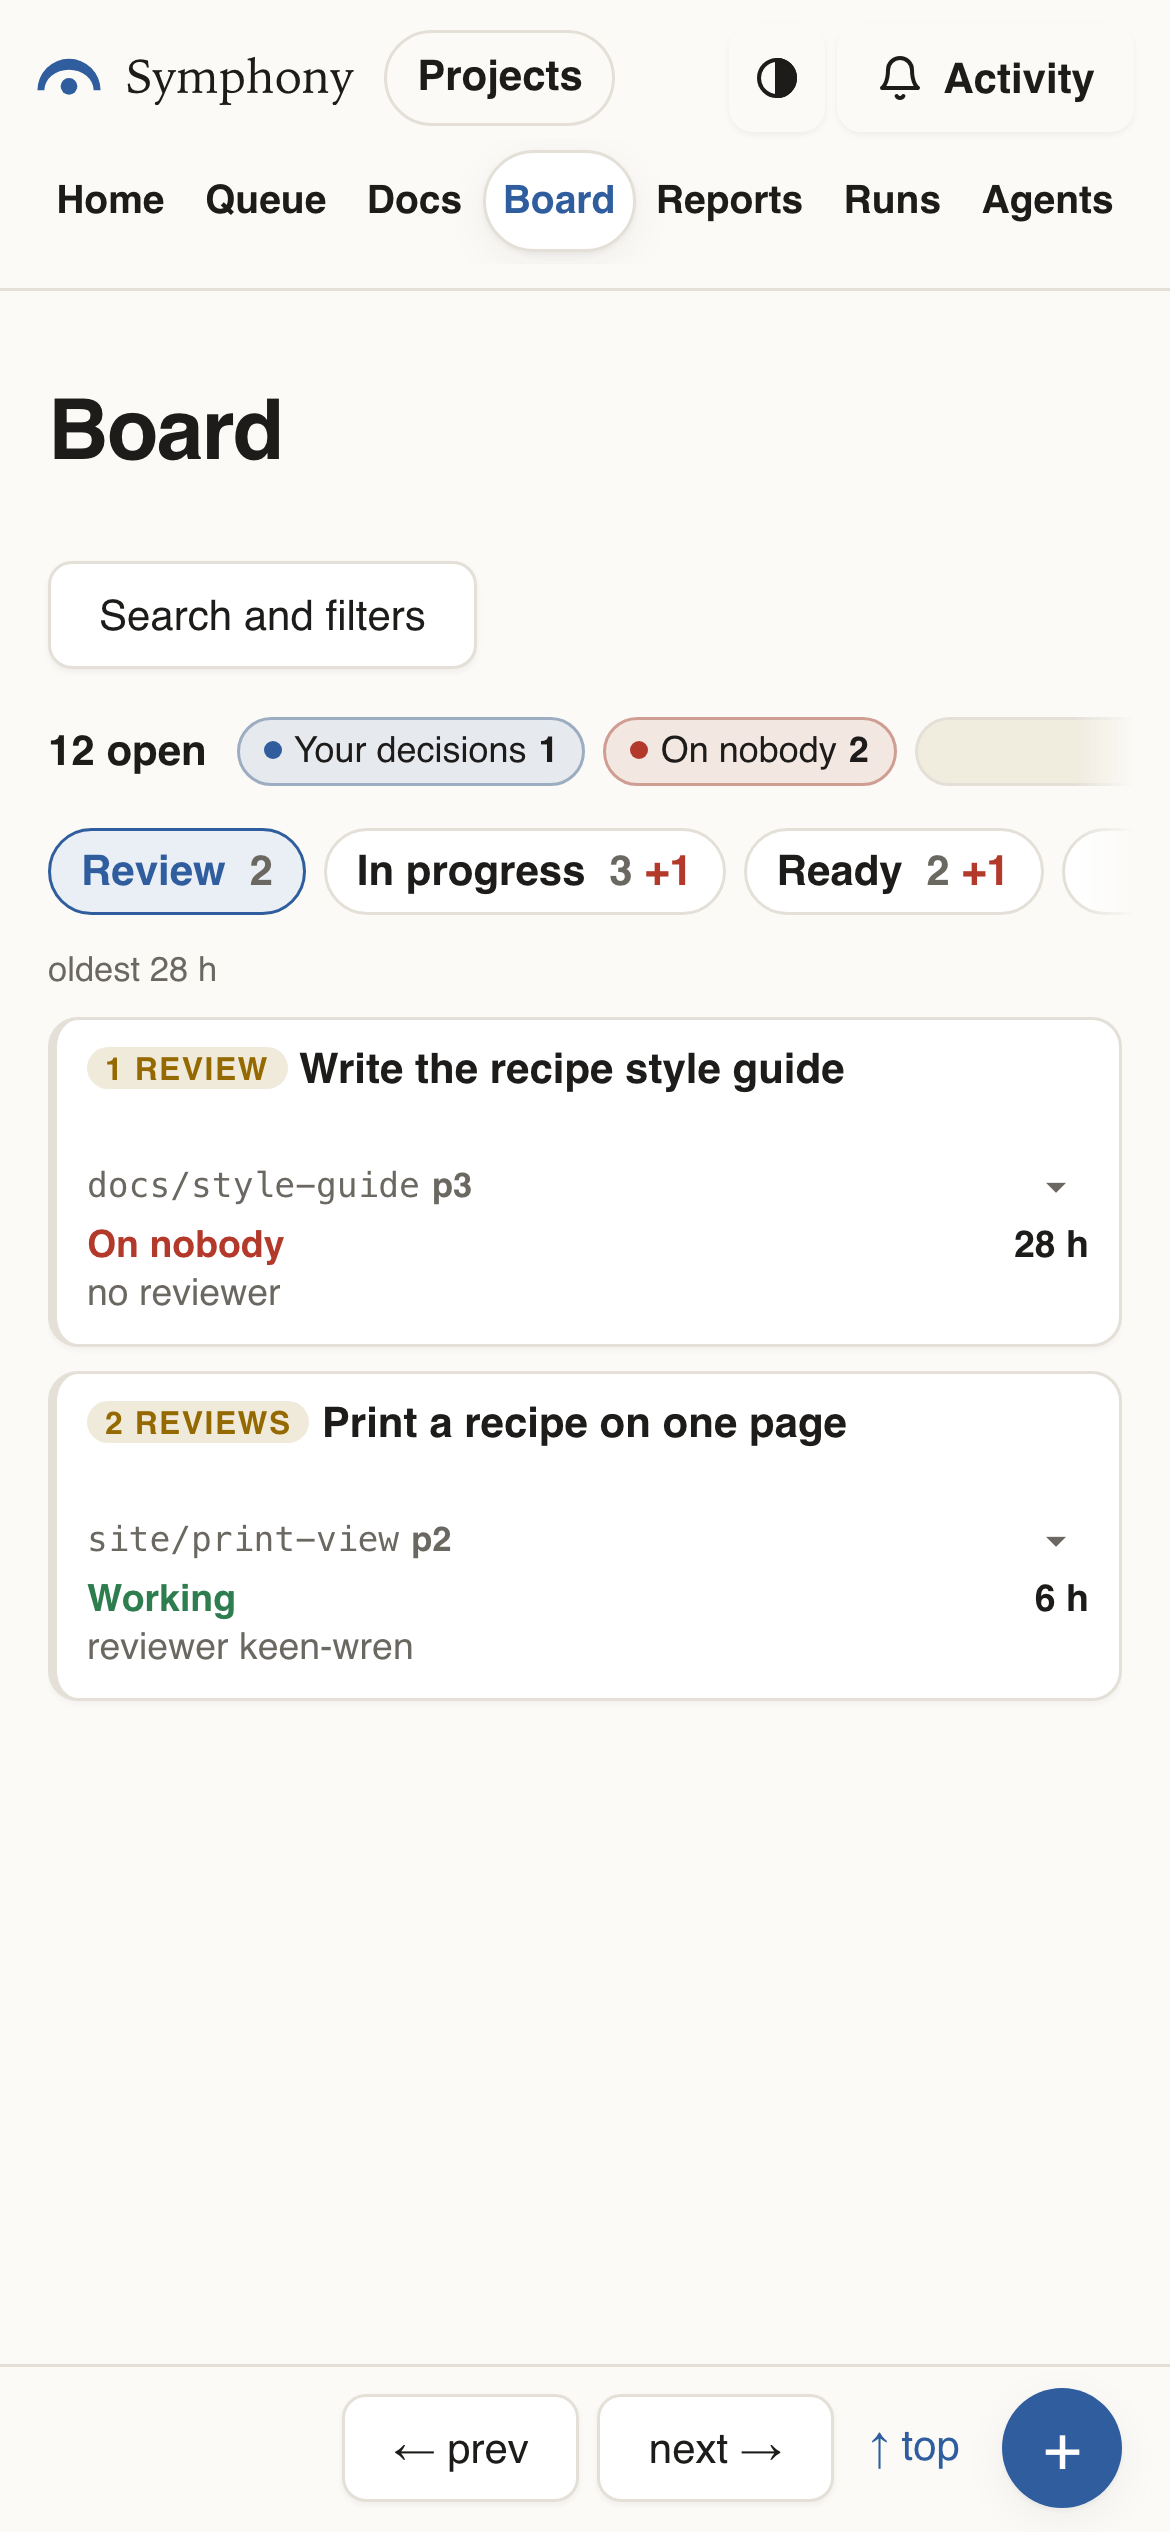 Symphony Projects Activity
Home Queue Docs Board Reports Runs Agents
Board
Search and filters
12 open Your decisions 1 On nobody 2
Review 2 In progress 3 +1 Ready 2 +1
oldest 28 h
1 REVIEW Write the recipe style guide
docs/style-guide p3
On nobody 28 h
no reviewer
2 REVIEWS Print a recipe on one page
site/print-view p2
Working 6 h
reviewer keen-wren
← prev next → ↑ top +